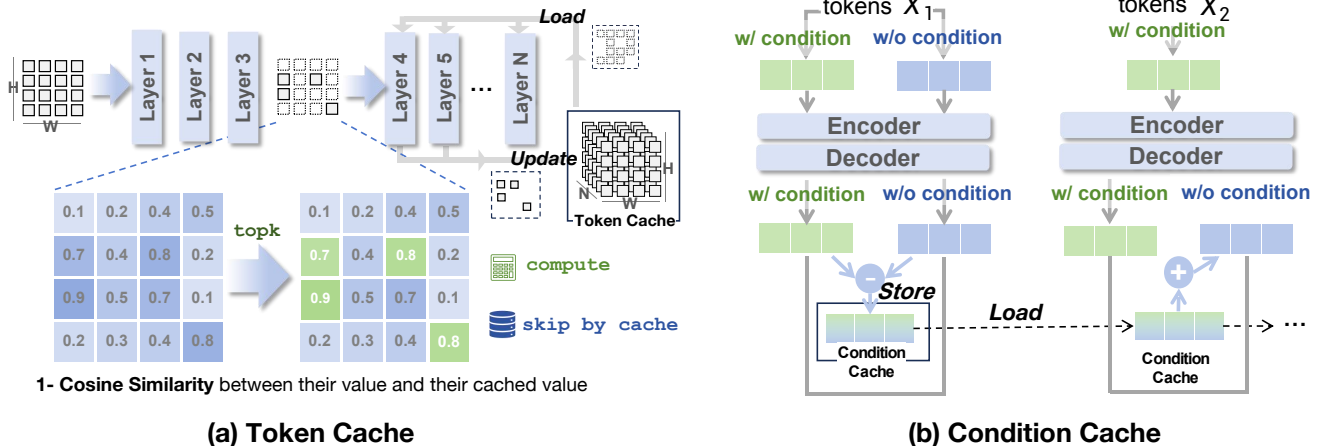 H
W
Layer 1
Layer 2
Layer 3
Layer 4
Layer 5
...
Layer N
Load
Update
H
N
W
Token Cache
0.1 0.2 0.4 0.5
0.7 0.4 0.8 0.2
0.9 0.5 0.7 0.1
0.2 0.3 0.4 0.8
topk
0.1 0.2 0.4 0.5
0.7 0.4 0.8 0.2
0.9 0.5 0.7 0.1
0.2 0.3 0.4 0.8
compute
skip by cache
1- Cosine Similarity between their value and their cached value
(a) Token Cache
tokens X1
w/ condition w/o condition
Encoder
Decoder
w/ condition w/o condition
-
Store
Condition
Cache
Load
tokens X2
w/ condition
Encoder
Decoder
w/ condition w/o condition
+
Condition
Cache
...
(b) Condition Cache